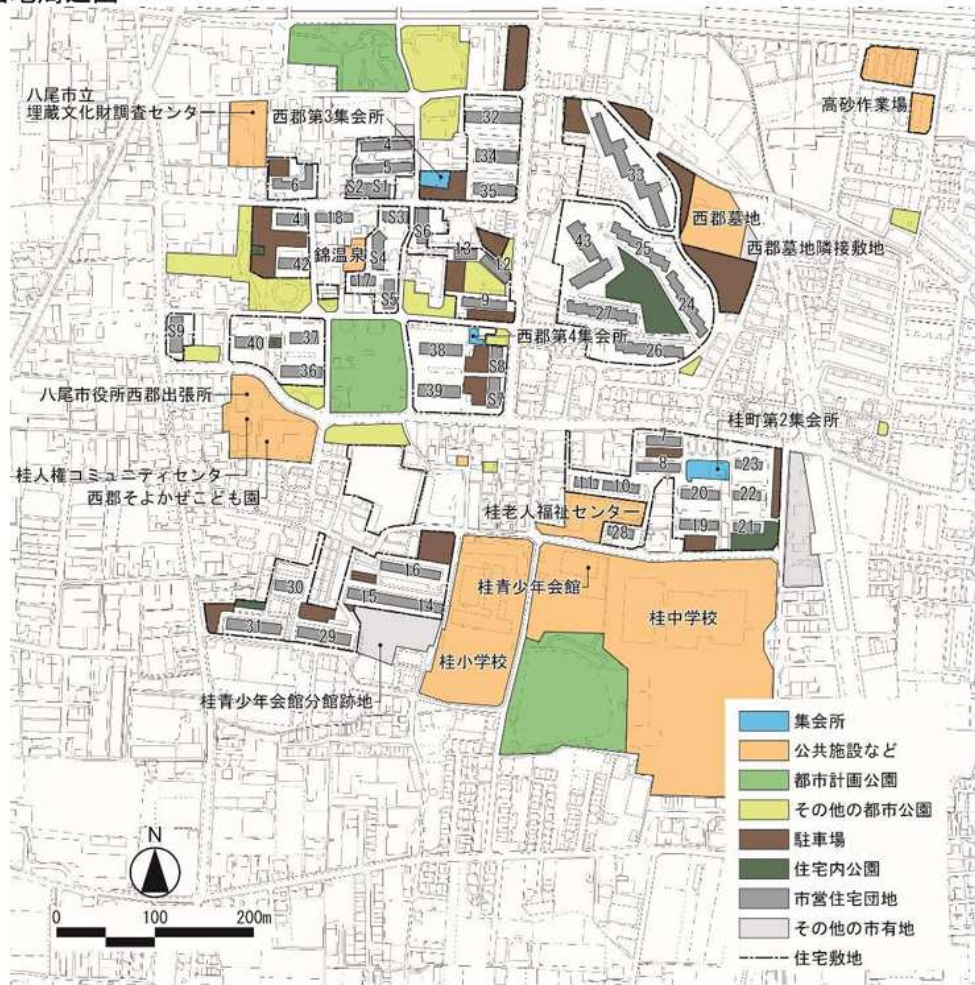 八尾市立
埋蔵文化財調査センター
西郡第3集会所
高砂作業場
32
4
5
34
33
6
S2
S1
35
西郡墓地
西郡墓地隣接敷地
41
18
S3
S6
43
25
錦温泉
S4
13
12
42
17
S5
9
24
27
26
S9
40
37
38
西郡第4集会所
S8
36
39
S7
八尾市役所西郡出張所
桂町第2集会所
桂人権コミュニティセンター
西郡そよかぜこども園
7
8
23
11
10
20
22
桂老人福祉センター
28
19
21
16
桂青少年会館
30
15
14
桂中学校
31
29
桂小学校
桂青少年会館分館跡地
集会所
公共施設など
都市計画公園
その他の都市公園
駐車場
住宅内公園
市営住宅団地
その他の市有地
住宅敷地
N
0 100 200m